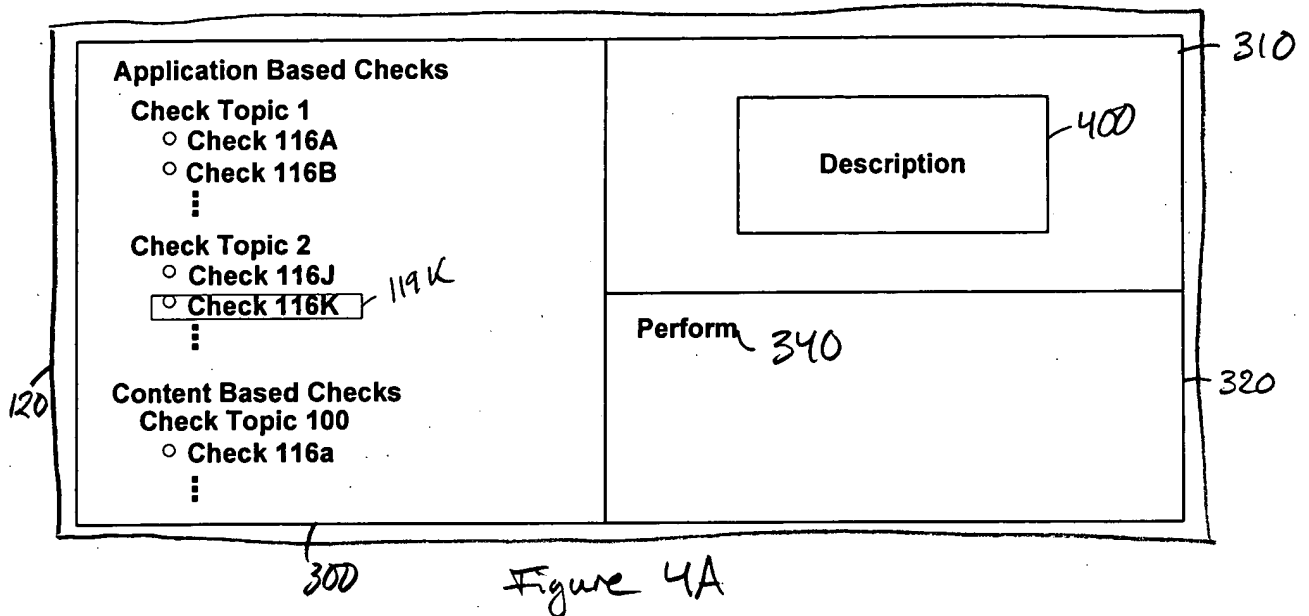 Application Based Checks
Check Topic 1
○ Check 116A
○ Check 116B
Check Topic 2
○ Check 116J
○ Check 116K
119K
Content Based Checks
Check Topic 100
○ Check 116a
Description
Perform
340
310
400
320
120
300
Figure 4A